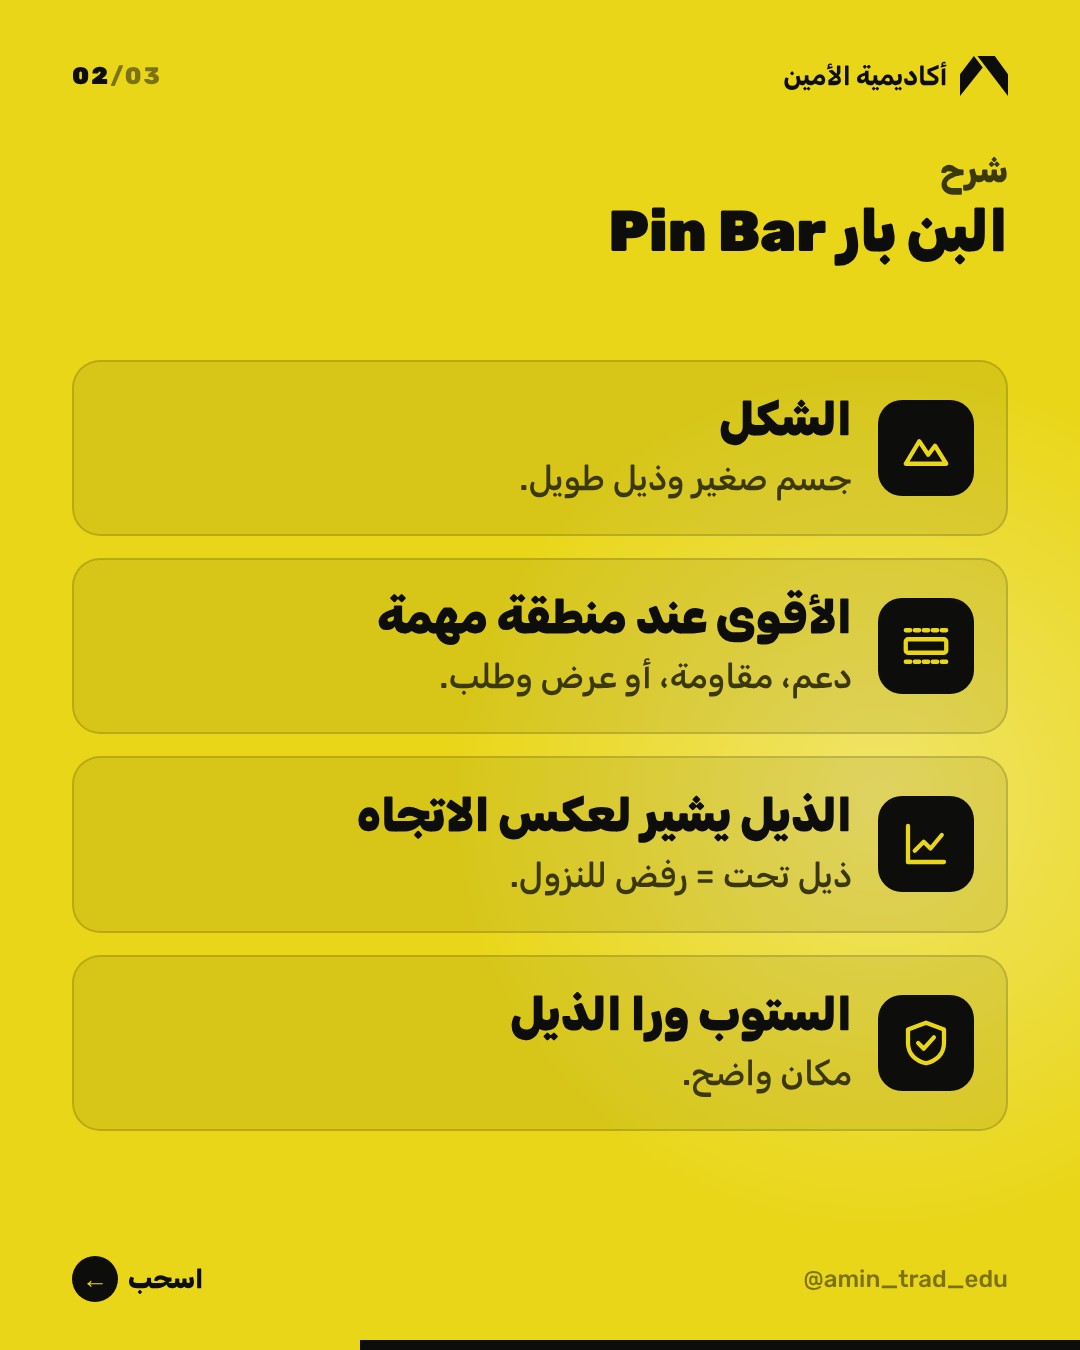 أكاديمية الأمين
02/03
شرح
البن بار Pin Bar
الشكل
جسم صغير وذيل طويل.
الأقوى عند منطقة مهمة
دعم، مقاومة، أو عرض وطلب.
الذيل يشير لعكس الاتجاه
ذيل تحت = رفض للنزول.
الستوب ورا الذيل
مكان واضح.
@amin_trad_edu
اسحب ←